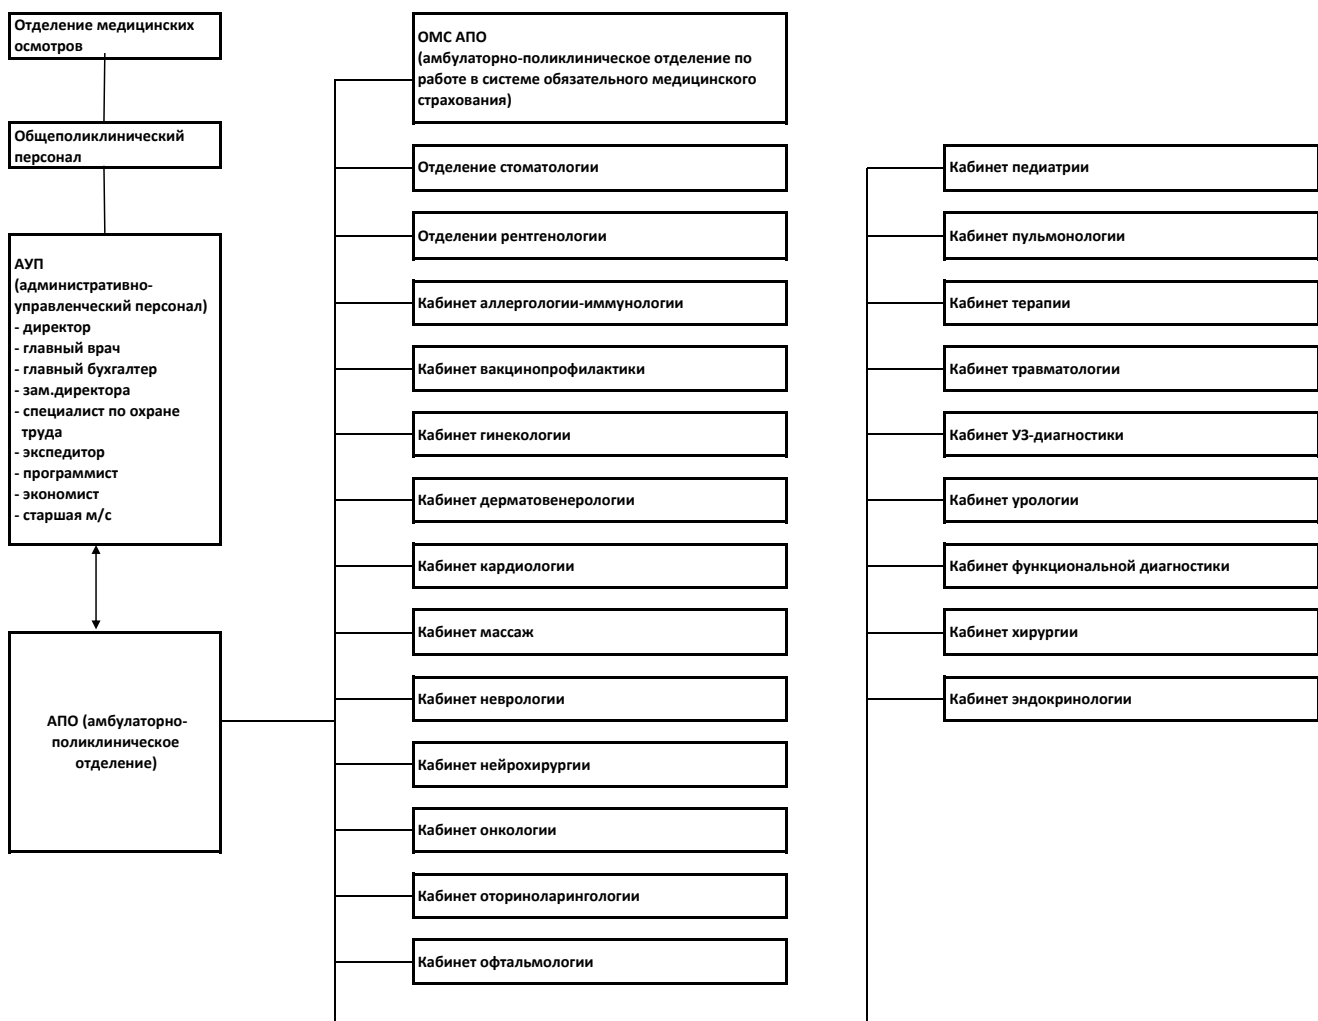 Отделение медицинских
осмотров
Общеполиклинический
персонал
АУП
(административно-
управленческий персонал)
- директор
- главный врач
- главный бухгалтер
- зам.директора
- специалист по охране
труда
- экспедитор
- программист
- экономист
- старшая м/с
АПО (амбулаторно-
поликлиническое
отделение)
ОМС АПО
(амбулаторно-поликлиническое отделение по
работе в системе обязательного медицинского
страхования)
Отделение стоматологии
Отделении рентгенологии
Кабинет аллергологии-иммунологии
Кабинет вакцинопрофилактики
Кабинет гинекологии
Кабинет дерматовенерологии
Кабинет кардиологии
Кабинет массаж
Кабинет неврологии
Кабинет нейрохирургии
Кабинет онкологии
Кабинет оториноларингологии
Кабинет офтальмологии
Кабинет педиатрии
Кабинет пульмонологии
Кабинет терапии
Кабинет травматологии
Кабинет УЗ-диагностики
Кабинет урологии
Кабинет функциональной диагностики
Кабинет хирургии
Кабинет эндокринологии